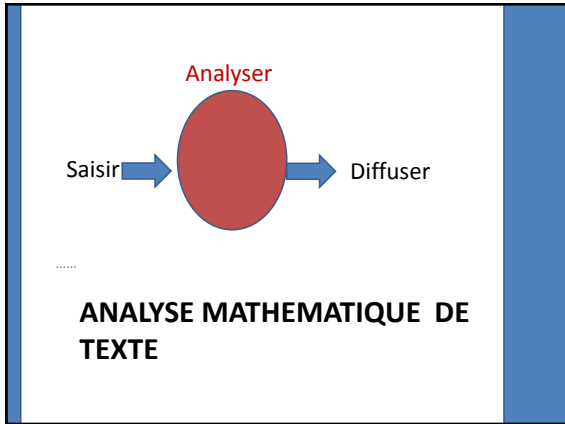 Analyser
Saisir
Diffuser
......
ANALYSE MATHEMATIQUE DE
TEXTE